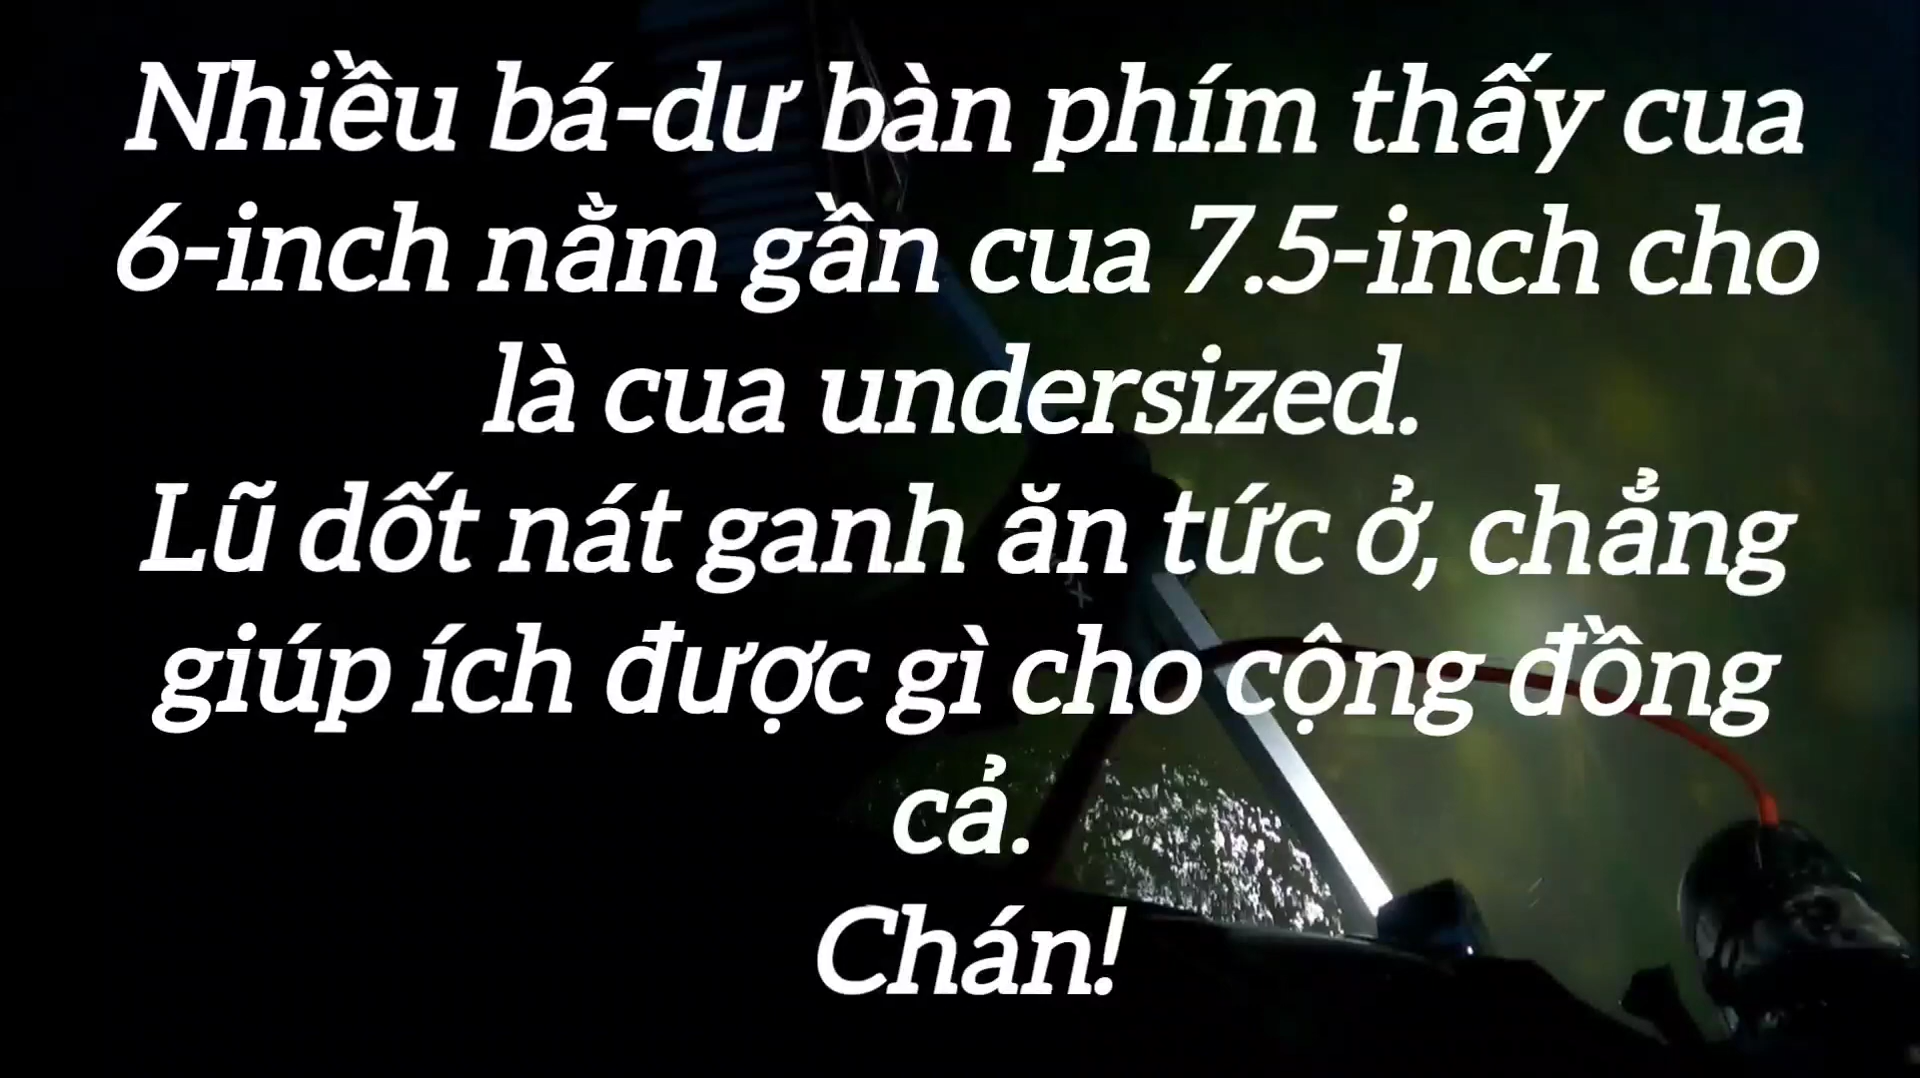 Nhiều bá-dư bàn phím thấy cua
6-inch nằm gần cua 7.5-inch cho
là cua undersized.
Lũ dốt nát ganh ăn tức ở, chẳng
giúp ích được gì cho cộng đồng
cả.
Chán!